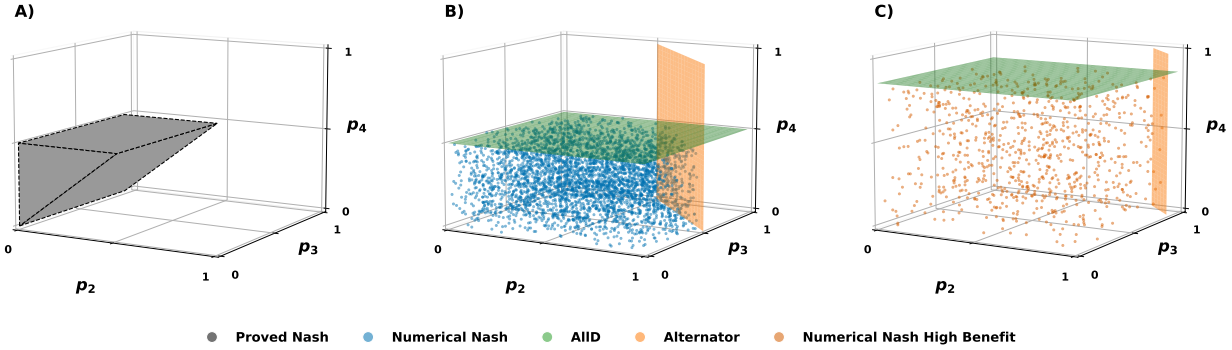 A)
B)
C)
1
p4
0
1
p3
0
1
0
p2
1
p4
0
1
p3
0
1
0
p2
1
p4
0
1
p3
0
1
0
p2
Proved Nash
Numerical Nash
AllD
Alternator
Numerical Nash High Benefit